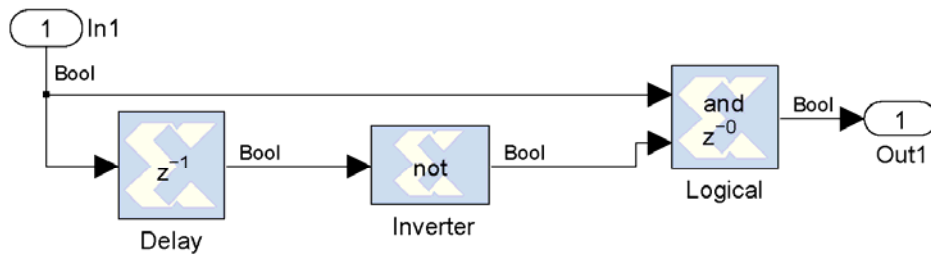 1
In1
Bool
z⁻¹
Delay
Bool
not
Inverter
Bool
and
z⁻⁰
Logical
Bool
1
Out1